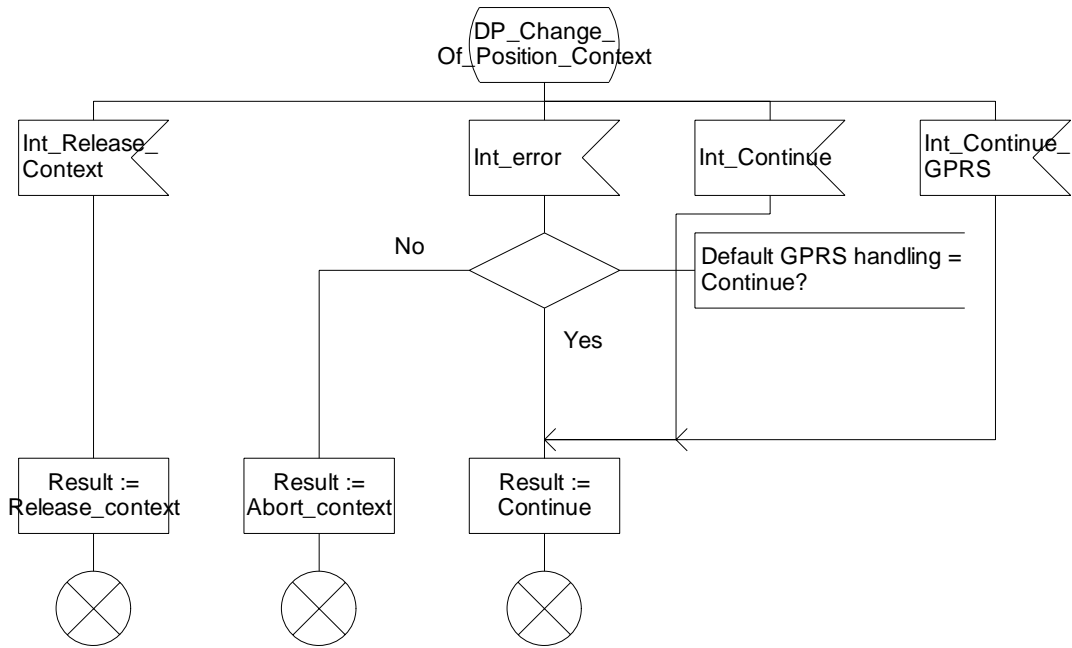 DP_Change_
Of_Position_Context
Int_Release_
Context
Int_error
Int_Continue
Int_Continue_
GPRS
No
Default GPRS handling =
Continue?
Yes
Result :=
Release_context
Result :=
Abort_context
Result :=
Continue